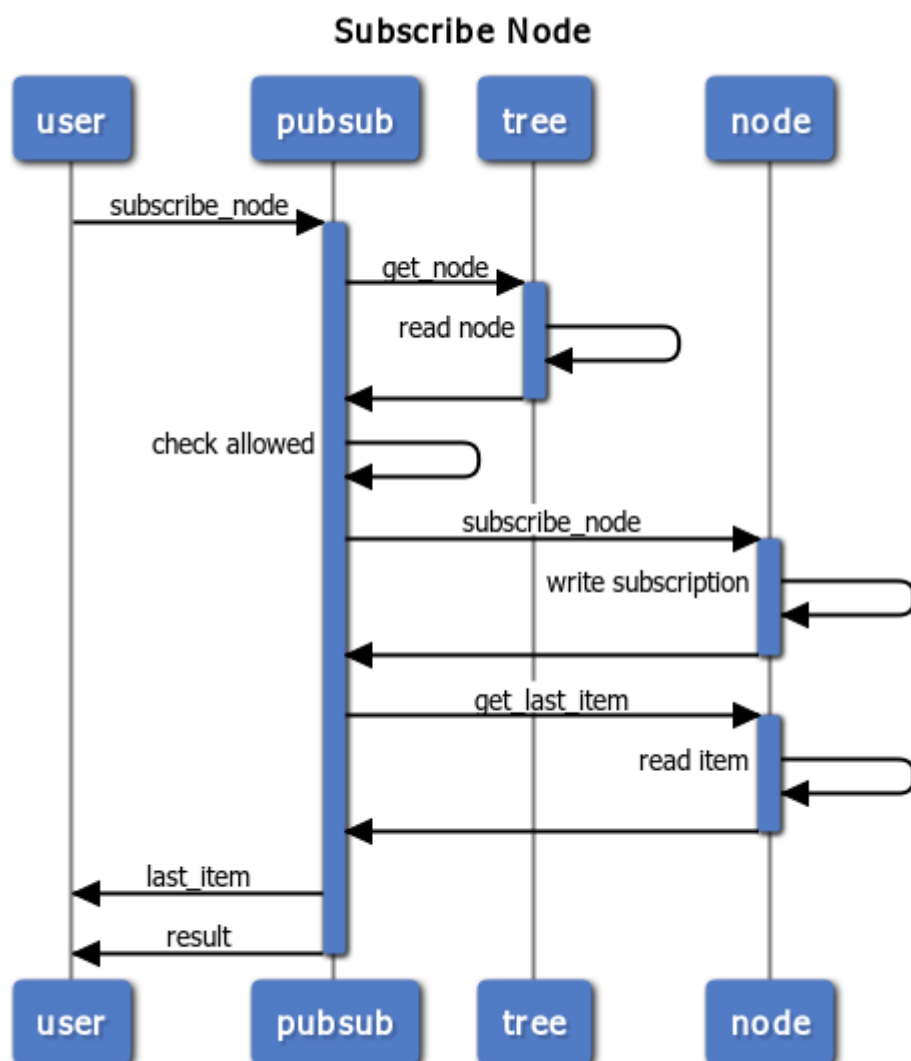 Subscribe Node
user
pubsub
tree
node
subscribe_node
get_node
read node
check allowed
subscribe_node
write subscription
get_last_item
read item
last_item
result
user
pubsub
tree
node